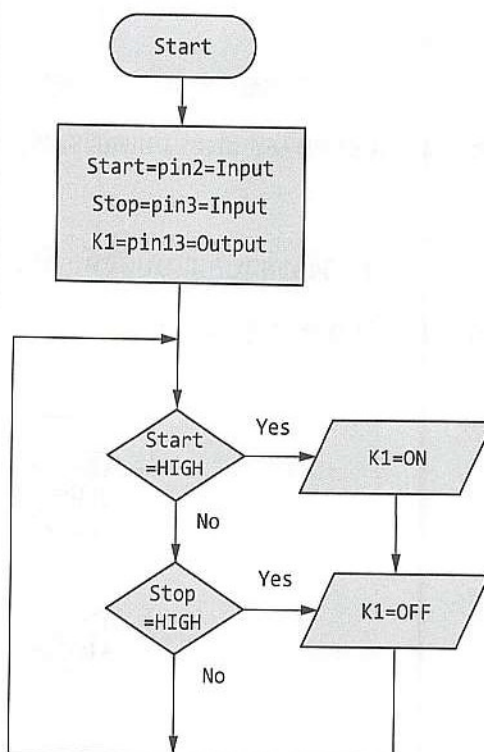 Start
Start=pin2=Input
Stop=pin3=Input
K1=pin13=Output
Start
=HIGH
Yes
K1=ON
No
Stop
=HIGH
Yes
K1=OFF
No